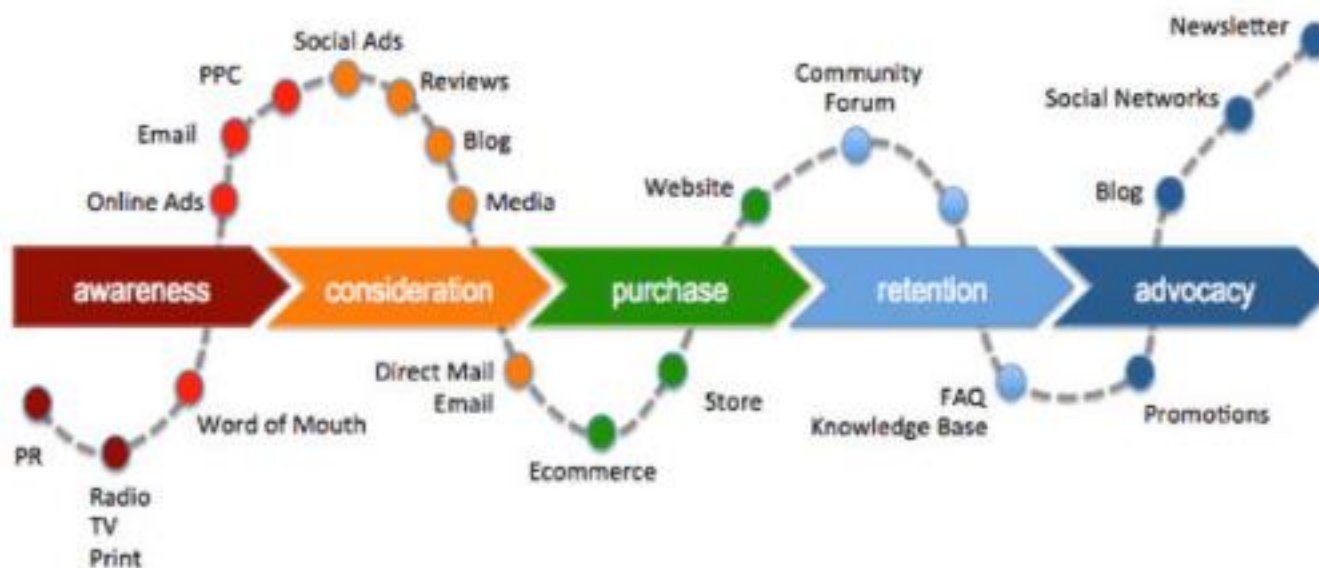 Newsletter
Social Ads
PPC
Reviews
Community
Forum
Social Networks
Email
Blog
Online Ads
Media
Website
Blog
awareness
consideration
purchase
retention
advocacy
Direct Mail
Email
Store
FAQ
Knowledge Base
Promotions
Word of Mouth
PR
Ecommerce
Radio
TV
Print